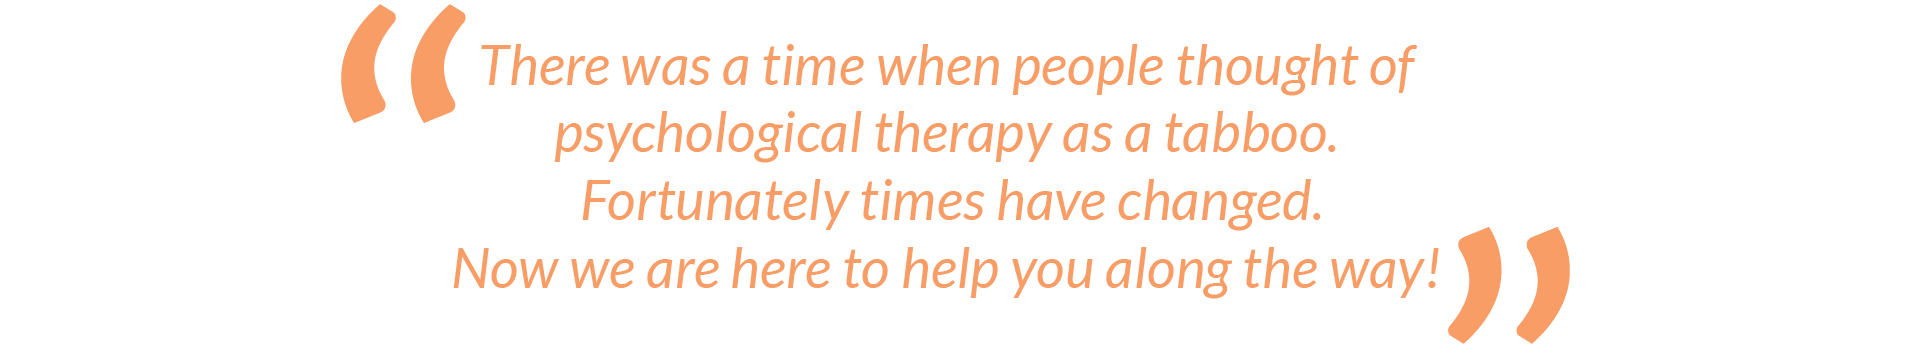 “There was a time when people thought of
psychological therapy as a tabboo.
Fortunately times have changed.
Now we are here to help you along the way!”